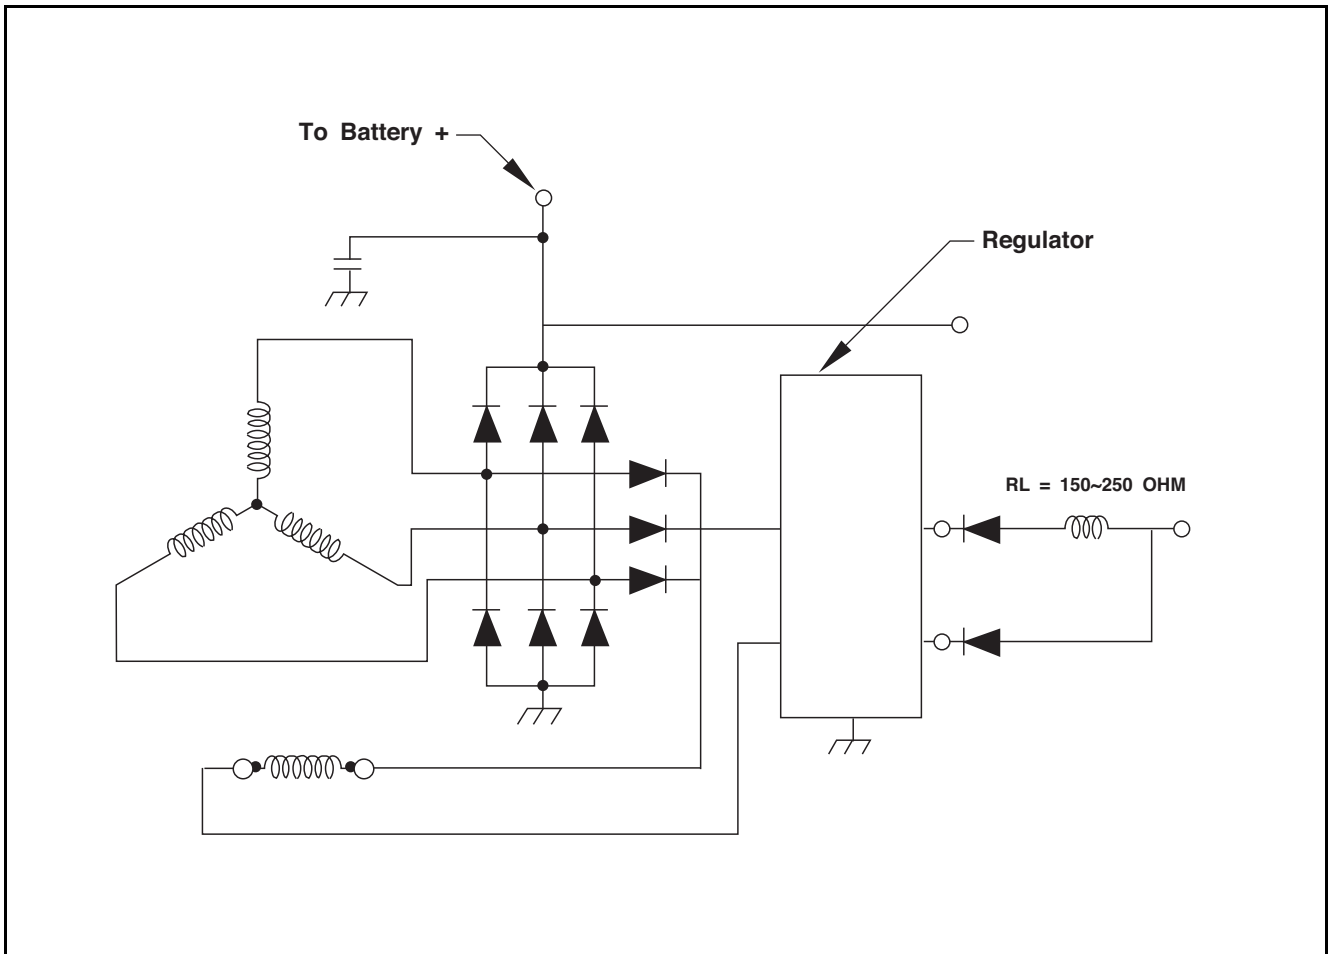 To Battery +
Regulator
RL = 150~250 OHM